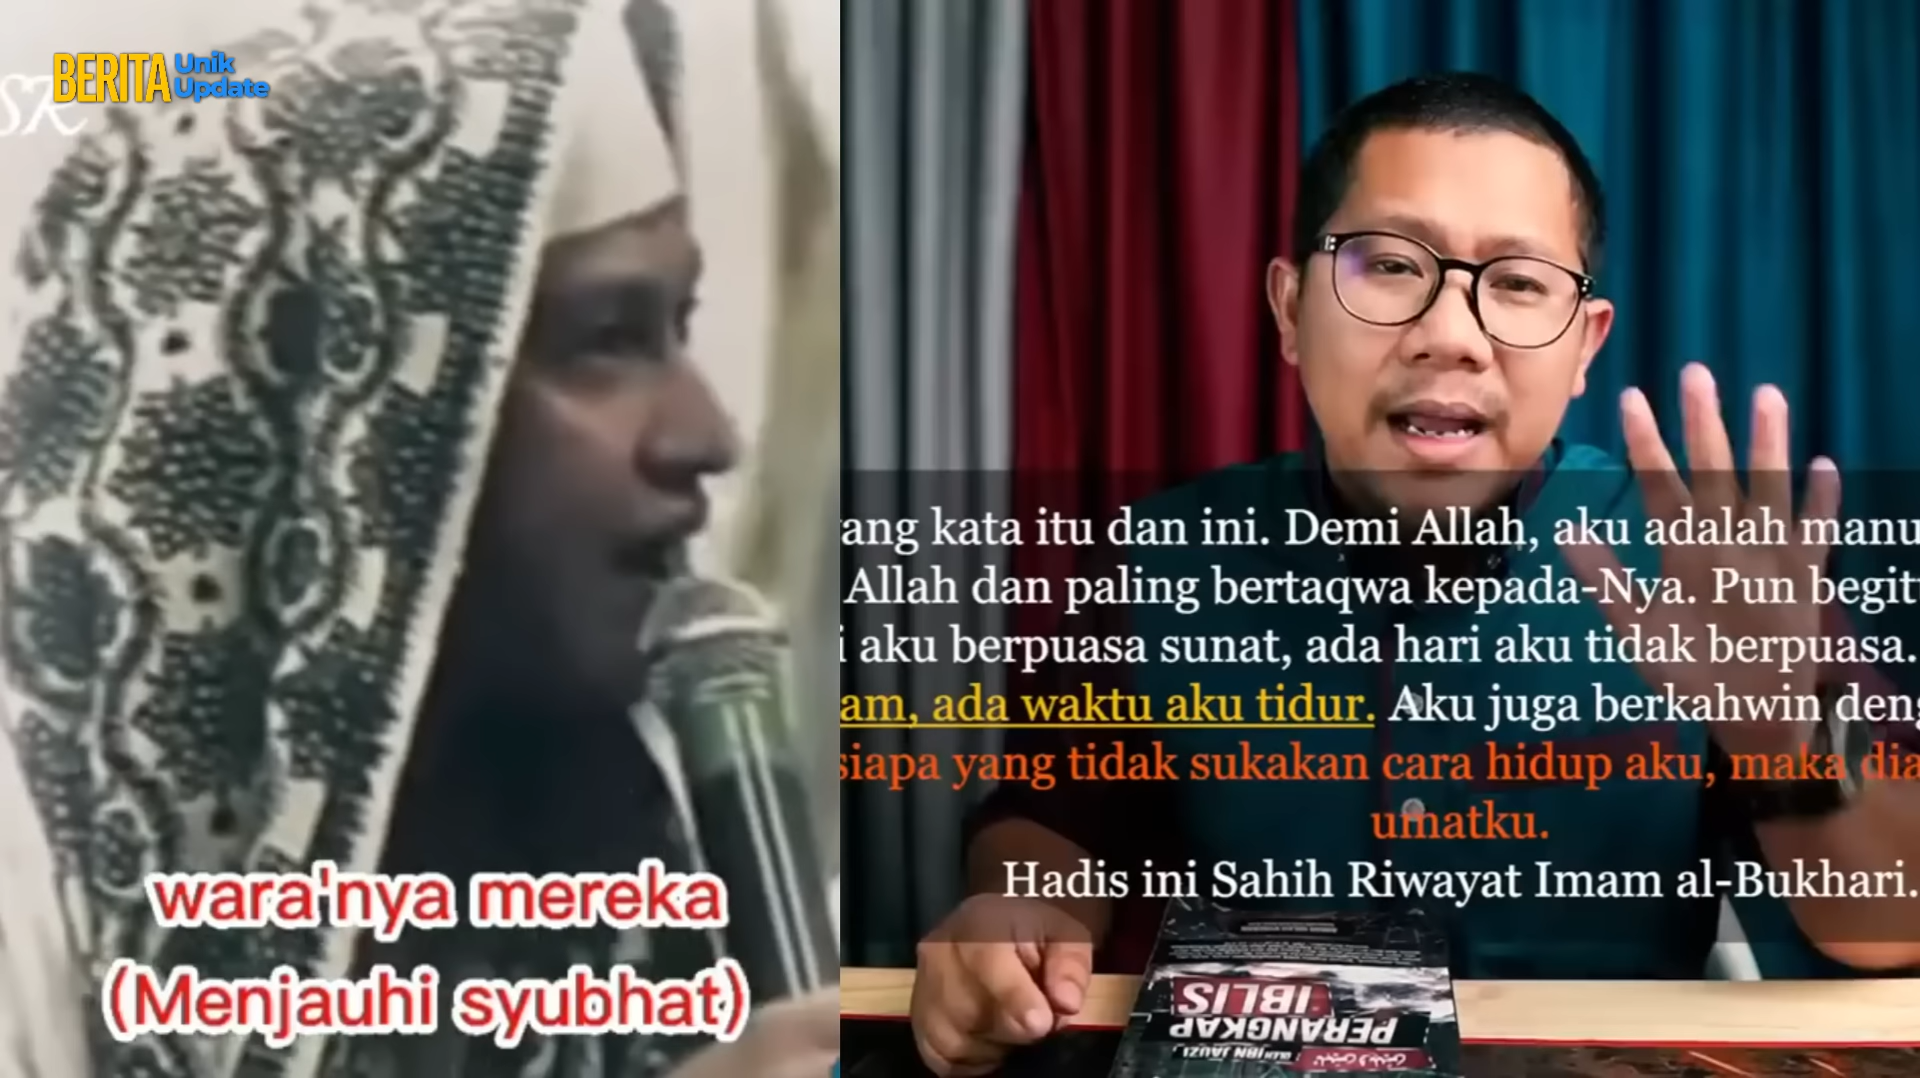 BERITA Unik
Update
SR
wara'nya mereka
(Menjauhi syubhat)
yang kata itu dan ini. Demi Allah, aku adalah manu
Allah dan paling bertaqwa kepada-Nya. Pun begit
i aku berpuasa sunat, ada hari aku tidak berpuasa.
am, ada waktu aku tidur. Aku juga berkahwin deng
siapa yang tidak sukakan cara hidup aku, maka dia
umatku.
Hadis ini Sahih Riwayat Imam al-Bukhari.
PERANGKAP
IBLIS
IBN JAUZI